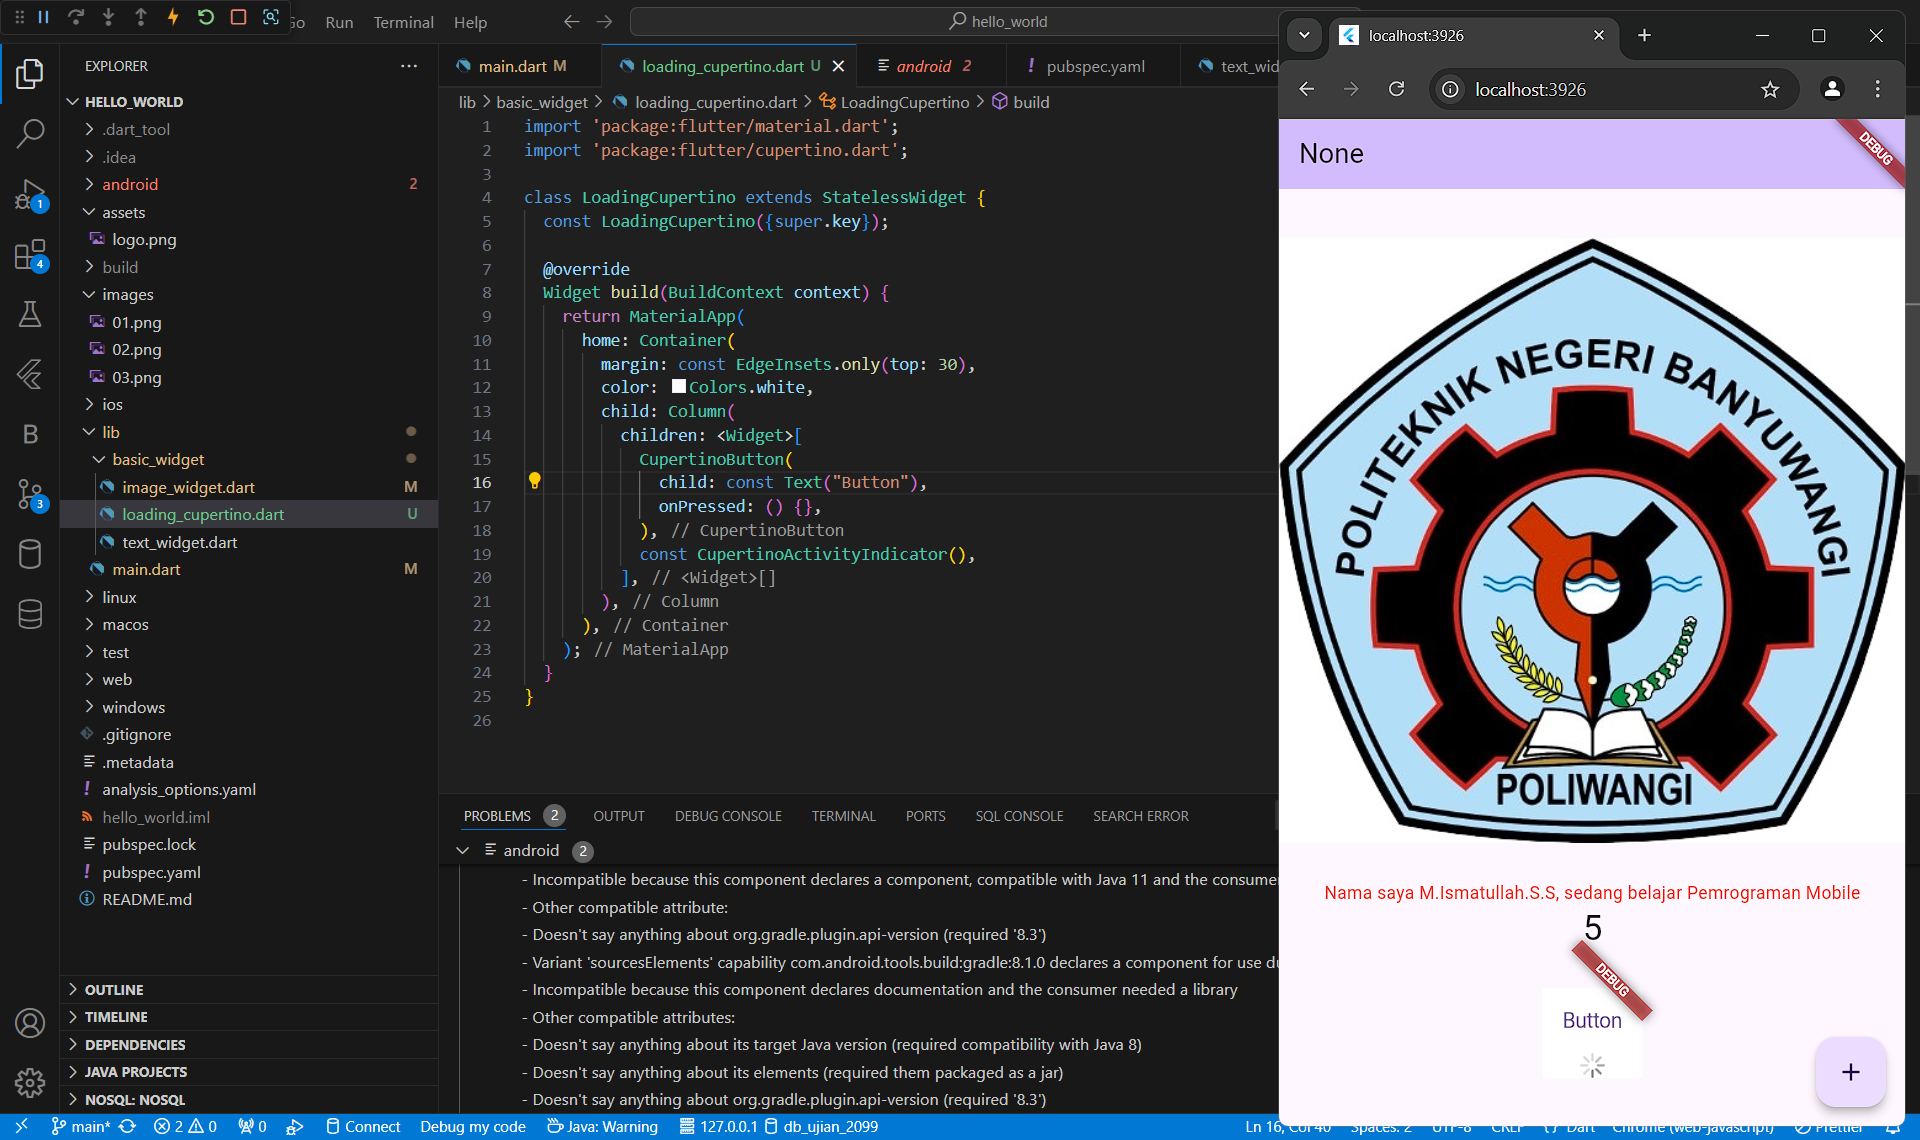 Go Run Terminal Help
hello_world
EXPLORER
HELLO_WORLD
.dart_tool
.idea
android 2
assets
logo.png
build
images
01.png
02.png
03.png
ios
lib
basic_widget
image_widget.dart M
loading_cupertino.dart U
text_widget.dart
main.dart M
linux
macos
test
web
windows
.gitignore
.metadata
analysis_options.yaml
hello_world.iml
pubspec.lock
pubspec.yaml
README.md
OUTLINE
TIMELINE
DEPENDENCIES
JAVA PROJECTS
NOSQL: NOSQL
1
4
3
main.dart M loading_cupertino.dart U android 2 pubspec.yaml text_wid
lib > basic_widget > loading_cupertino.dart > LoadingCupertino > build
1 import 'package:flutter/material.dart';
2 import 'package:flutter/cupertino.dart';
3
4 class LoadingCupertino extends StatelessWidget {
5 const LoadingCupertino({super.key});
6
7 @override
8 Widget build(BuildContext context) {
9 return MaterialApp(
10 home: Container(
11 margin: const EdgeInsets.only(top: 30),
12 color: Colors.white,
13 child: Column(
14 children: <Widget>[
15 CupertinoButton(
16 child: const Text("Button"),
17 onPressed: () {},
18 ), // CupertinoButton
19 const CupertinoActivityIndicator(),
20 ], // <Widget>[]
21 ), // Column
22 ), // Container
23 ); // MaterialApp
24 }
25 }
26
PROBLEMS 2 OUTPUT DEBUG CONSOLE TERMINAL PORTS SQL CONSOLE SEARCH ERROR
android 2
- Incompatible because this component declares a component, compatible with Java 11 and the consumer
- Other compatible attribute:
- Doesn't say anything about org.gradle.plugin.api-version (required '8.3')
- Variant 'sourcesElements' capability com.android.tools.build:gradle:8.1.0 declares a component for use du
- Incompatible because this component declares documentation and the consumer needed a library
- Other compatible attributes:
- Doesn't say anything about its target Java version (required compatibility with Java 8)
- Doesn't say anything about its elements (required them packaged as a jar)
- Doesn't say anything about org.gradle.plugin.api-version (required '8.3')
main* 2 0 0 Connect Debug my code Java: Warning 127.0.0.1 db_ujian_2099 Ln 16, Col 40 Spaces: 2 UTF-8 CRLF {} Dart Chrome (web-javascript) Prettier
localhost:3926
localhost:3926
None
DEBUG
POLITEKNIK NEGERI BANYUWANGI
POLIWANGI
Nama saya M.Ismatullah.S.S, sedang belajar Pemrograman Mobile
5
DEBUG
Button
+